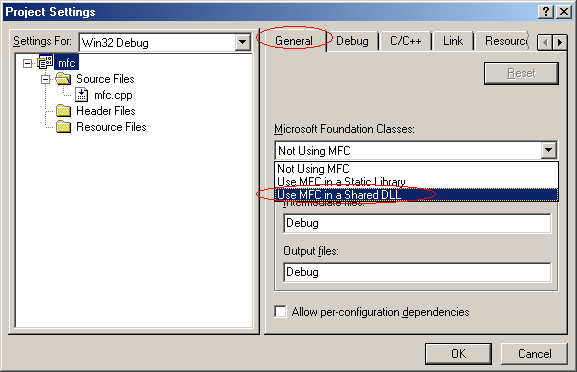 Project Settings
Settings For: Win32 Debug
mfc
Source Files
mfc.cpp
Header Files
Resource Files
General Debug C/C++ Link Resourc
Reset
Microsoft Foundation Classes:
Not Using MFC
Not Using MFC
Use MFC in a Static Library
Use MFC in a Shared DLL
Intermediate files:
Debug
Output files:
Debug
Allow per-configuration dependencies
OK Cancel